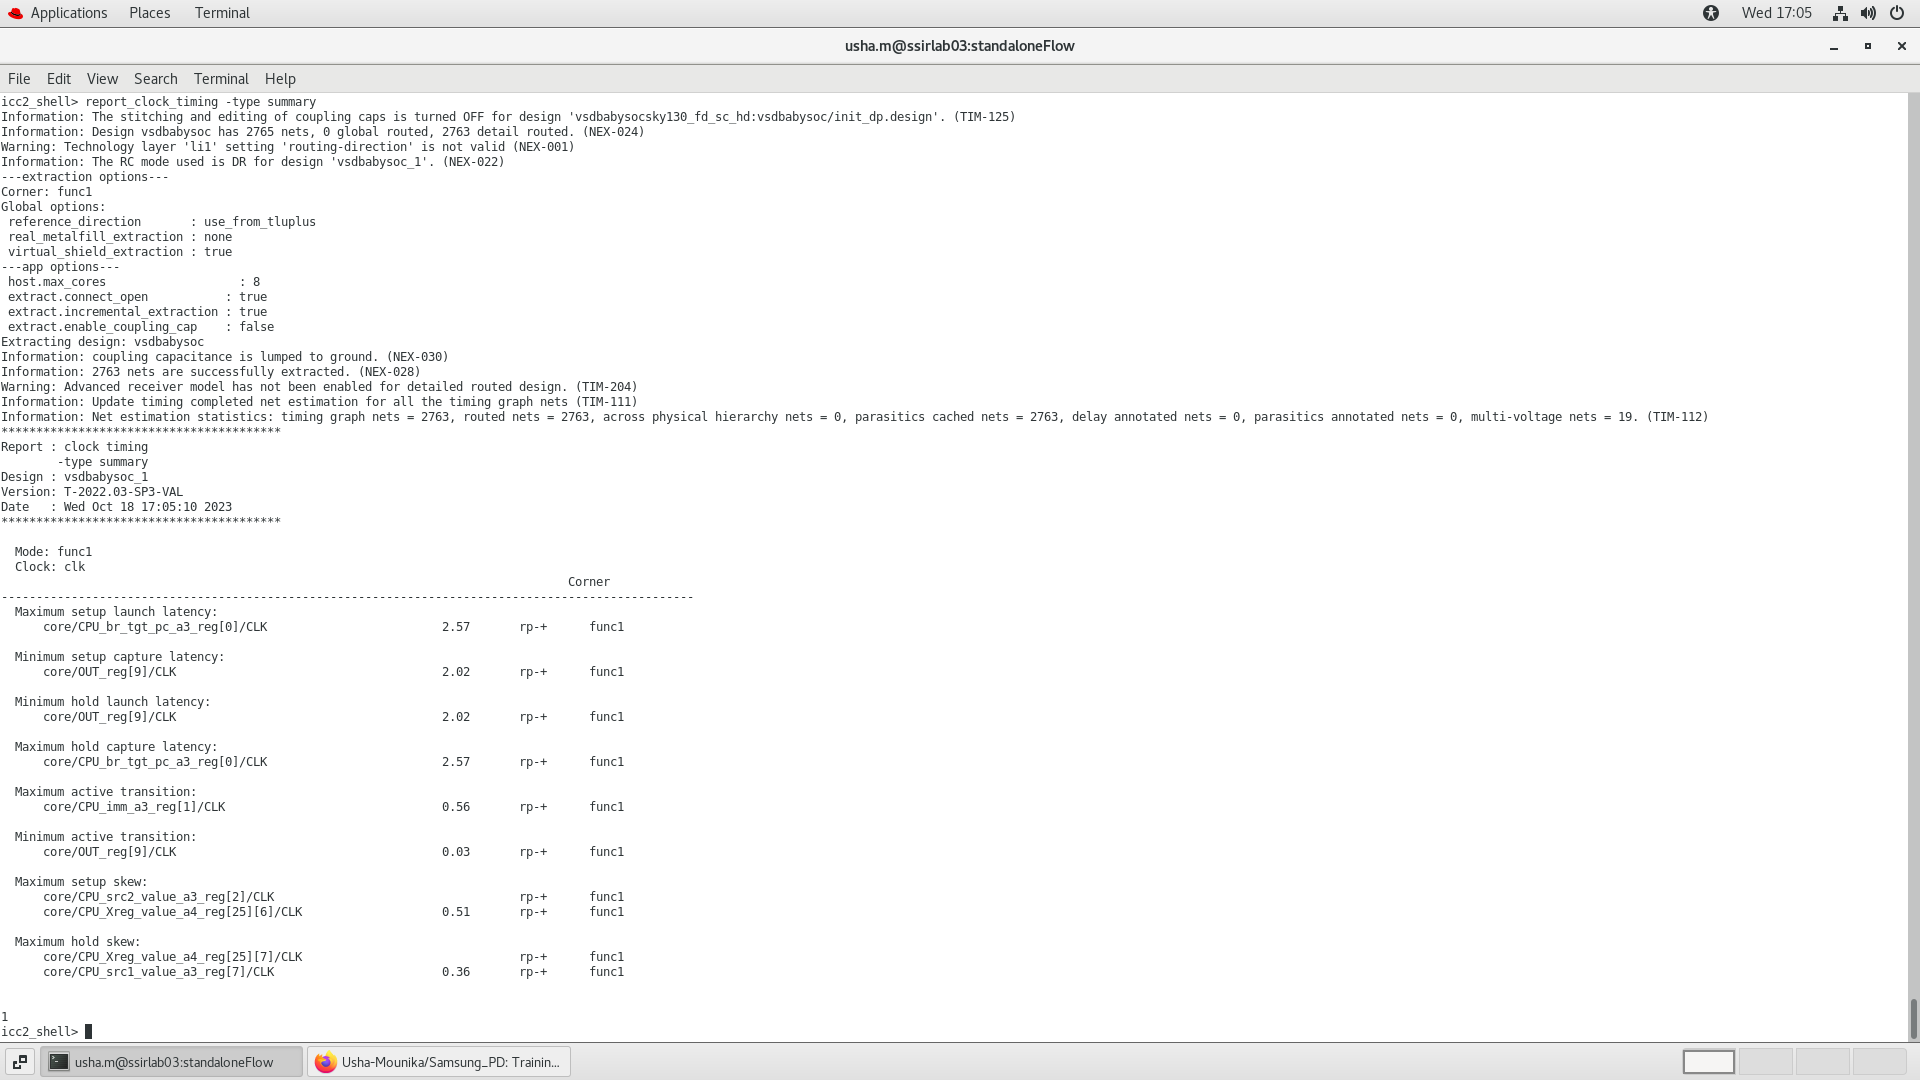 Applications Places Terminal Wed 17:05
usha.m@ssirlab03:standaloneFlow
File Edit View Search Terminal Help
icc2_shell> report_clock_timing -type summary
Information: The stitching and editing of coupling caps is turned OFF for design 'vsdbabysocsky130_fd_sc_hd:vsdbabysoc/init_dp.design'. (TIM-125)
Information: Design vsdbabysoc has 2765 nets, 0 global routed, 2763 detail routed. (NEX-024)
Warning: Technology layer 'li1' setting 'routing-direction' is not valid (NEX-001)
Information: The RC mode used is DR for design 'vsdbabysoc_1'. (NEX-022)
---extraction options---
Corner: func1
Global options:
 reference_direction       : use_from_tluplus
 real_metalfill_extraction : none
 virtual_shield_extraction : true
---app options---
 host.max_cores                   : 8
 extract.connect_open           : true
 extract.incremental_extraction : true
 extract.enable_coupling_cap    : false
Extracting design: vsdbabysoc
Information: coupling capacitance is lumped to ground. (NEX-030)
Information: 2763 nets are successfully extracted. (NEX-028)
Warning: Advanced receiver model has not been enabled for detailed routed design. (TIM-204)
Information: Update timing completed net estimation for all the timing graph nets (TIM-111)
Information: Net estimation statistics: timing graph nets = 2763, routed nets = 2763, across physical hierarchy nets = 0, parasitics cached nets = 2763, delay annotated nets = 0, parasitics annotated nets = 0, multi-voltage nets = 19. (TIM-112)
****************************************
Report : clock timing
        -type summary
Design : vsdbabysoc_1
Version: T-2022.03-SP3-VAL
Date   : Wed Oct 18 17:05:10 2023
****************************************
  Mode: func1
  Clock: clk
Corner
---------------------------------------------------------------------------------------------------
  Maximum setup launch latency:
      core/CPU_br_tgt_pc_a3_reg[0]/CLK                         2.57       rp-+      func1
  Minimum setup capture latency:
      core/OUT_reg[9]/CLK                                      2.02       rp-+      func1
  Minimum hold launch latency:
      core/OUT_reg[9]/CLK                                      2.02       rp-+      func1
  Maximum hold capture latency:
      core/CPU_br_tgt_pc_a3_reg[0]/CLK                         2.57       rp-+      func1
  Maximum active transition:
      core/CPU_imm_a3_reg[1]/CLK                               0.56       rp-+      func1
  Minimum active transition:
      core/OUT_reg[9]/CLK                                      0.03       rp-+      func1
  Maximum setup skew:
      core/CPU_src2_value_a3_reg[2]/CLK                                   rp-+      func1
      core/CPU_Xreg_value_a4_reg[25][6]/CLK                    0.51       rp-+      func1
  Maximum hold skew:
      core/CPU_Xreg_value_a4_reg[25][7]/CLK                               rp-+      func1
      core/CPU_src1_value_a3_reg[7]/CLK                        0.36       rp-+      func1
1
icc2_shell>
usha.m@ssirlab03:standaloneFlow Usha-Mounika/Samsung_PD: Trainin...